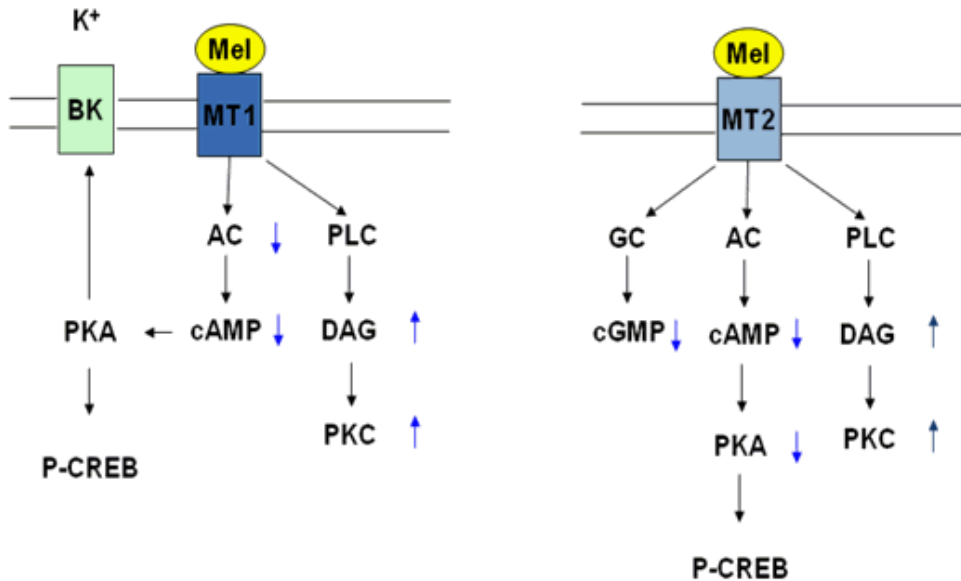 K+
Mel
BK
MT1
AC
PLC
PKA
cAMP
DAG
PKC
P-CREB
Mel
MT2
GC
AC
PLC
cGMP
cAMP
DAG
PKA
PKC
P-CREB